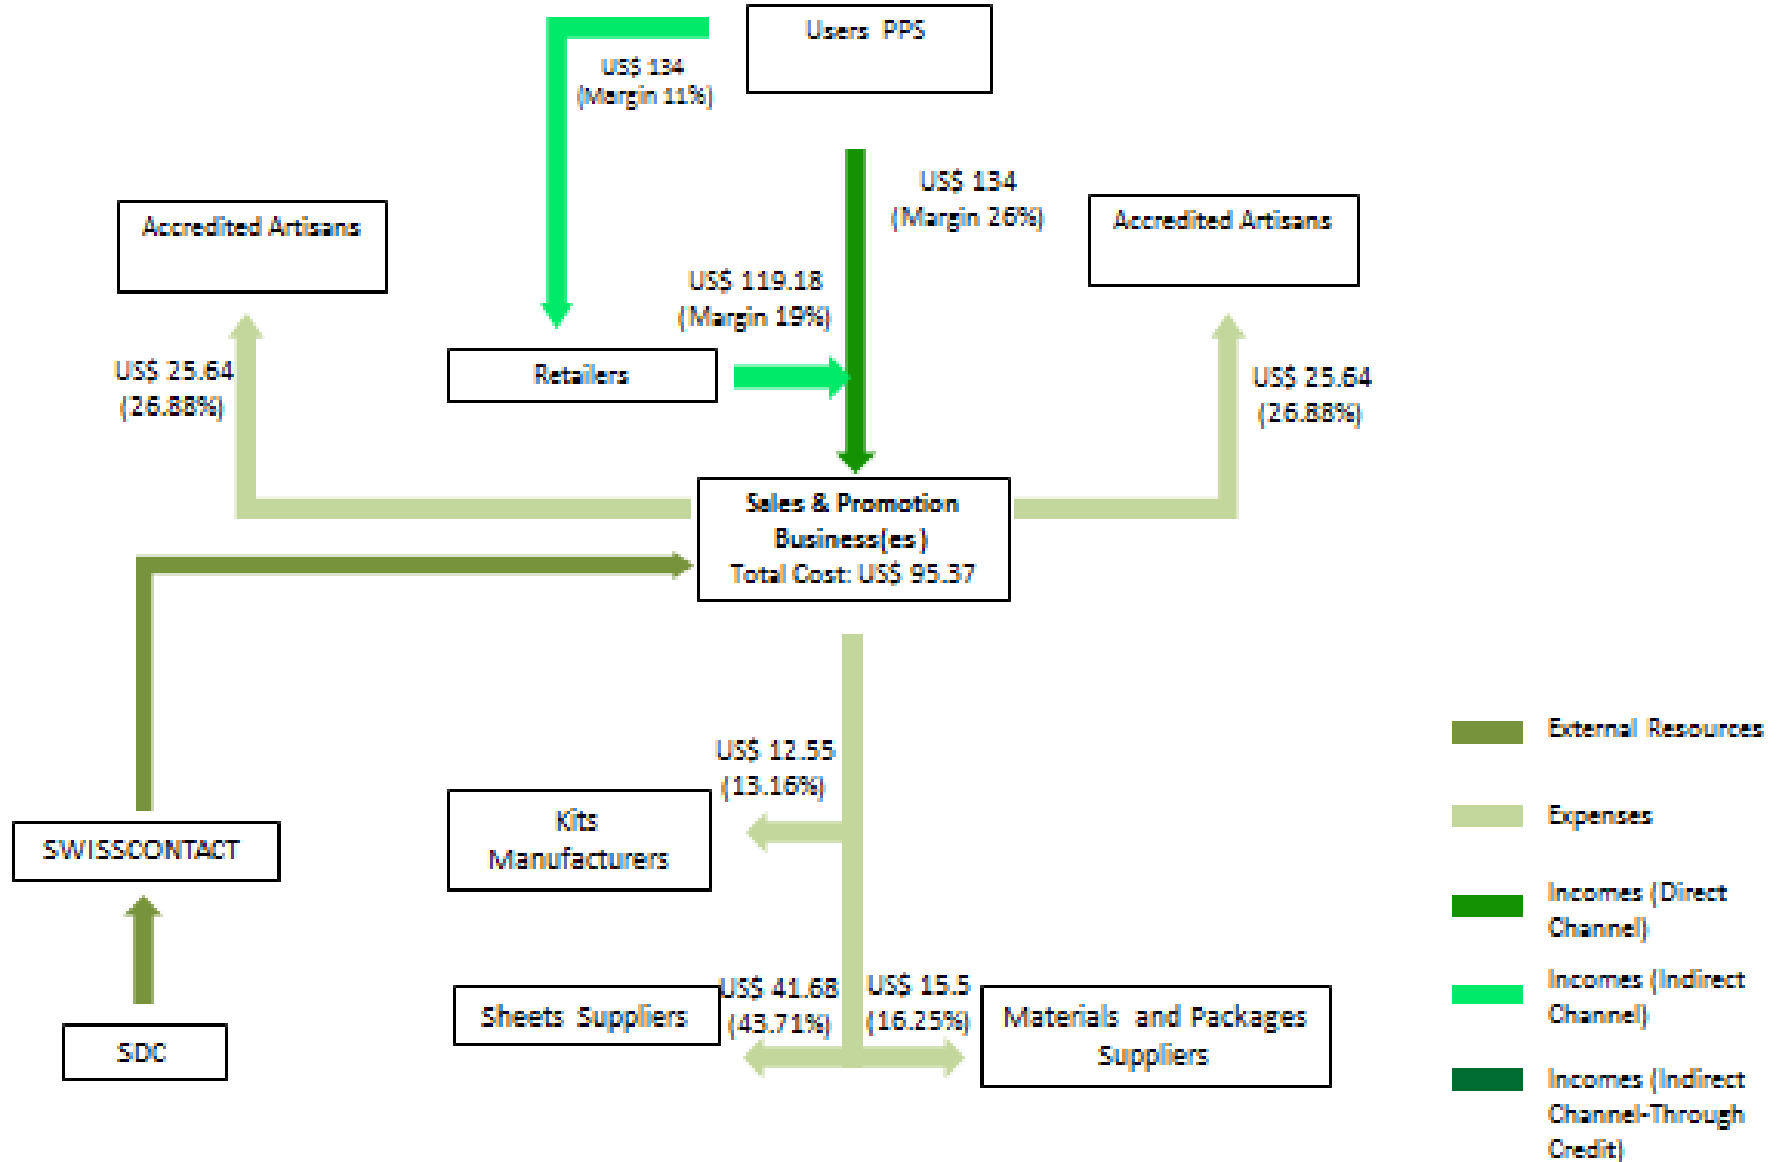 Users PPS
US$ 134
(Margin 11%)
US$ 134
(Margin 26%)
Accredited Artisans
Accredited Artisans
US$ 119.18
(Margin 19%)
Retailers
US$ 25.64
(26.88%)
US$ 25.64
(26.88%)
Sales & Promotion
Business(es)
Total Cost: US$ 95.37
US$ 12.55
(13.16%)
Kits
Manufacturers
SWISSCONTACT
SDC
Sheets Suppliers
US$ 41.68
(43.71%)
US$ 15.5
(16.25%)
Materials and Packages
Suppliers
External Resources
Expenses
Incomes (Direct
Channel)
Incomes (Indirect
Channel)
Incomes (Indirect
Channel-Through
Credit)